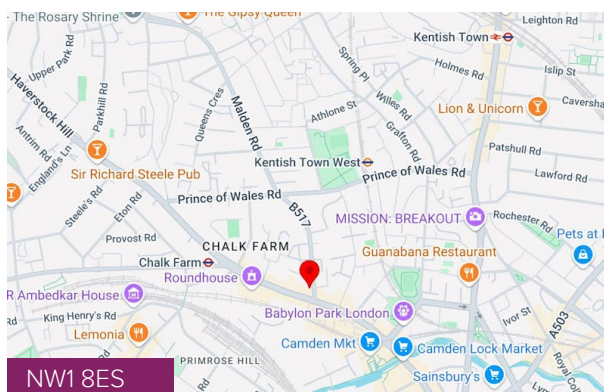 - The Rosary Shrine
The Gipsy Queen
Leighton Rd
Kentish Town
Upper Park Rd
Parkhill Rd
Queens Cres
Malden Rd
Spring Pl
Holmes Rd
Islip St
Haverstock Hill
Athlone St
Willes Rd
Grafton Rd
Lion & Unicorn
Caversha
Antrim Rd
England's Ln
Sir Richard Steele Pub
Kentish Town West
Patshull Rd
Prince of Wales Rd
Lawford Rd
Steele's Rd
Eton Rd
Prince of Wales Rd
B517
MISSION: BREAKOUT
Rochester Rd
Provost Rd
CHALK FARM
Pets at
Guanabana Restaurant
Chalk Farm
Roundhouse
R Ambedkar House
Babylon Park London
King Henry's Rd
Ivor St
A503
Lemonia
Camden Mkt
Camden Lock Market
PRIMROSE HILL
Sainsbury's
Royal Col
NW1 8ES